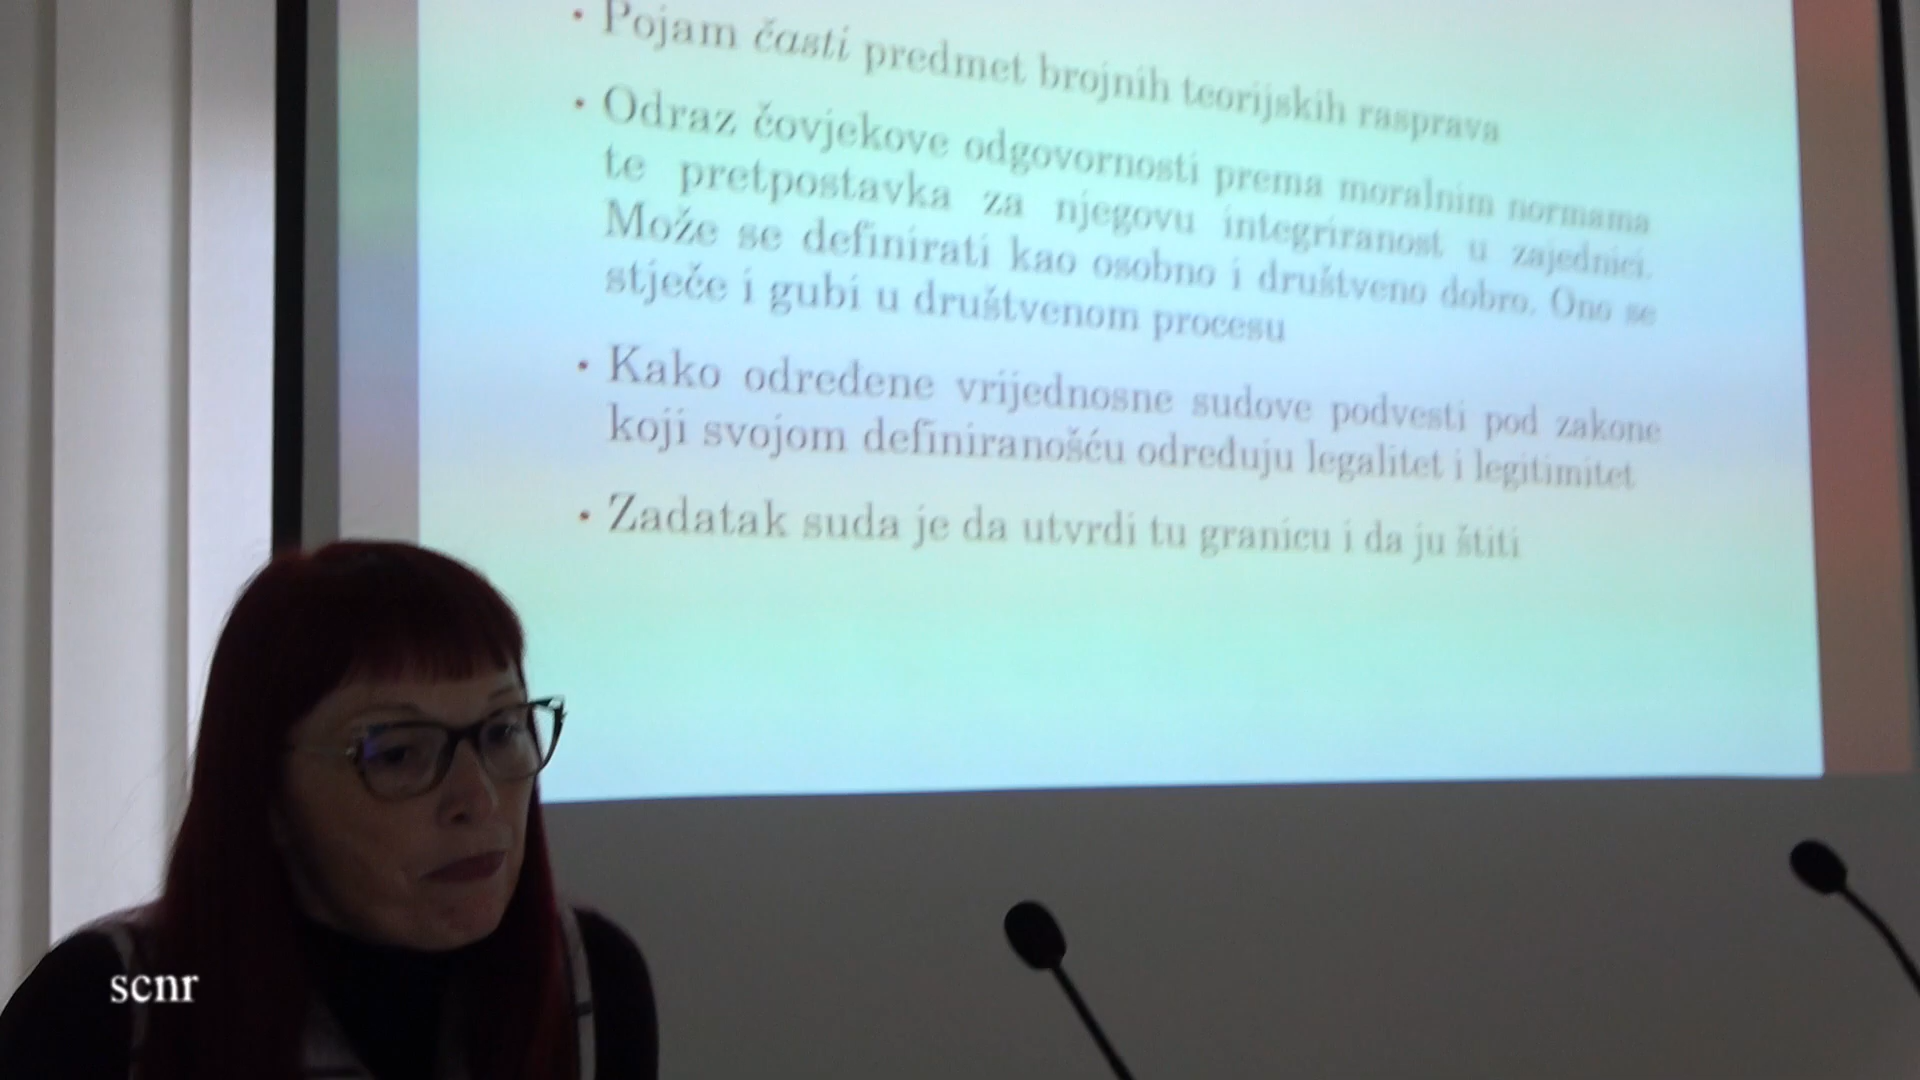 • Pojam časti predmet brojnih teorijskih rasprava
• Odraz čovjekove odgovornosti prema moralnim normama
te pretpostavka za njegovu integriranost u zajednici.
Može se definirati kao osobno i društveno dobro. Ono se
stječe i gubi u društvenom procesu
• Kako određene vrijednosne sudove podvesti pod zakone
koji svojom definiranošću određuju legalitet i legitimitet
• Zadatak suda je da utvrdi tu granicu i da ju štiti
scnr